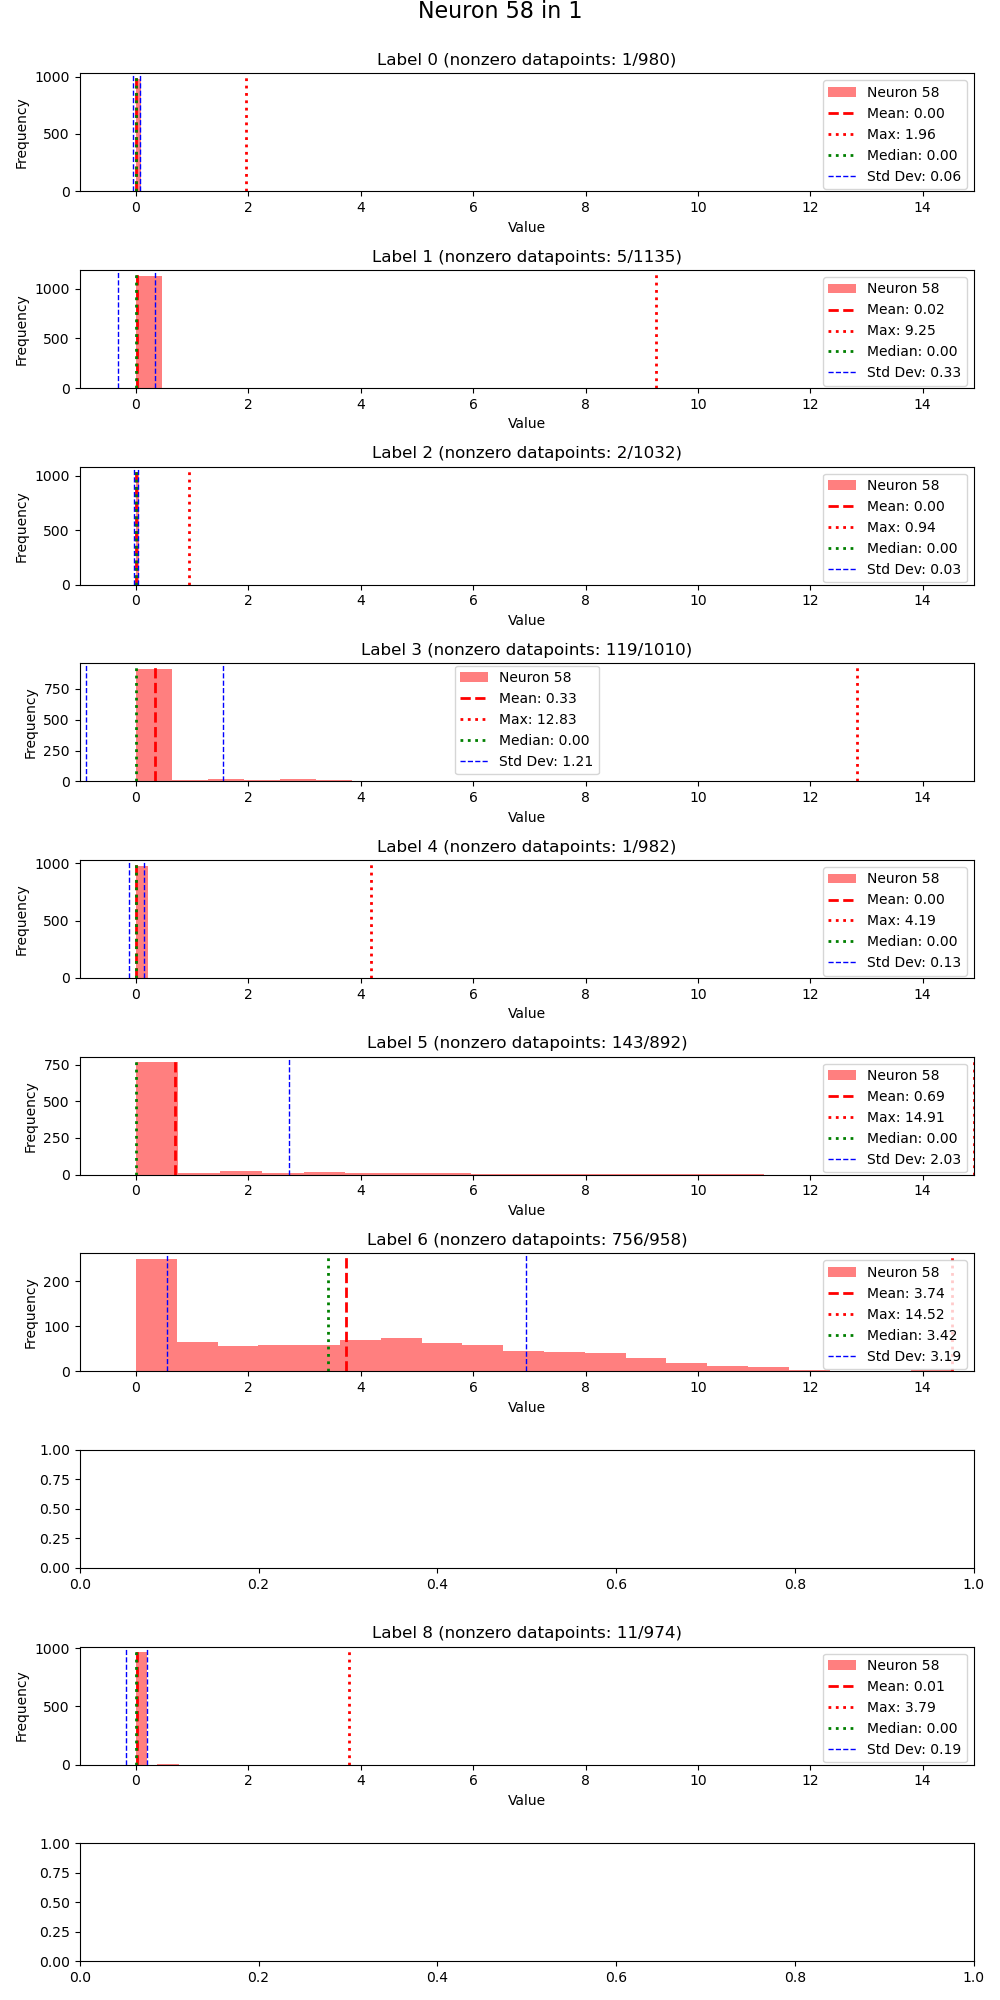 Neuron 58 in 1
Label 0 (nonzero datapoints: 1/980)
Frequency
1000
500
0
Neuron 58
Mean: 0.00
Max: 1.96
Median: 0.00
Std Dev: 0.06
0 2 4 6 8 10 12 14
Value
Label 1 (nonzero datapoints: 5/1135)
Frequency
1000
500
0
Neuron 58
Mean: 0.02
Max: 9.25
Median: 0.00
Std Dev: 0.33
0 2 4 6 8 10 12 14
Value
Label 2 (nonzero datapoints: 2/1032)
Frequency
1000
500
0
Neuron 58
Mean: 0.00
Max: 0.94
Median: 0.00
Std Dev: 0.03
0 2 4 6 8 10 12 14
Value
Label 3 (nonzero datapoints: 119/1010)
Frequency
750
500
250
0
Neuron 58
Mean: 0.33
Max: 12.83
Median: 0.00
Std Dev: 1.21
0 2 4 6 8 10 12 14
Value
Label 4 (nonzero datapoints: 1/982)
Frequency
1000
500
0
Neuron 58
Mean: 0.00
Max: 4.19
Median: 0.00
Std Dev: 0.13
0 2 4 6 8 10 12 14
Value
Label 5 (nonzero datapoints: 143/892)
Frequency
750
500
250
0
Neuron 58
Mean: 0.69
Max: 14.91
Median: 0.00
Std Dev: 2.03
0 2 4 6 8 10 12 14
Value
Label 6 (nonzero datapoints: 756/958)
Frequency
200
100
0
Neuron 58
Mean: 3.74
Max: 14.52
Median: 3.42
Std Dev: 3.19
0 2 4 6 8 10 12 14
Value
1.00
0.75
0.50
0.25
0.00
0.0 0.2 0.4 0.6 0.8 1.0
Label 8 (nonzero datapoints: 11/974)
Frequency
1000
500
0
Neuron 58
Mean: 0.01
Max: 3.79
Median: 0.00
Std Dev: 0.19
0 2 4 6 8 10 12 14
Value
1.00
0.75
0.50
0.25
0.00
0.0 0.2 0.4 0.6 0.8 1.0